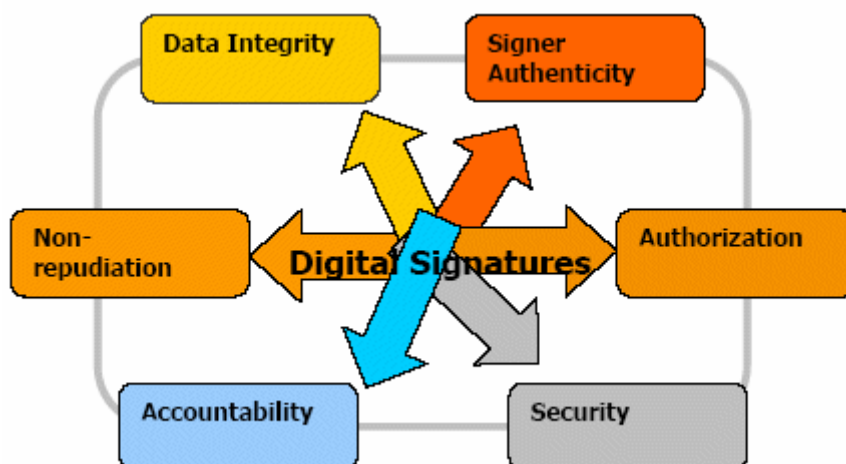 Data Integrity
Signer
Authenticity
Non-
repudiation
Digital Signatures
Authorization
Accountability
Security